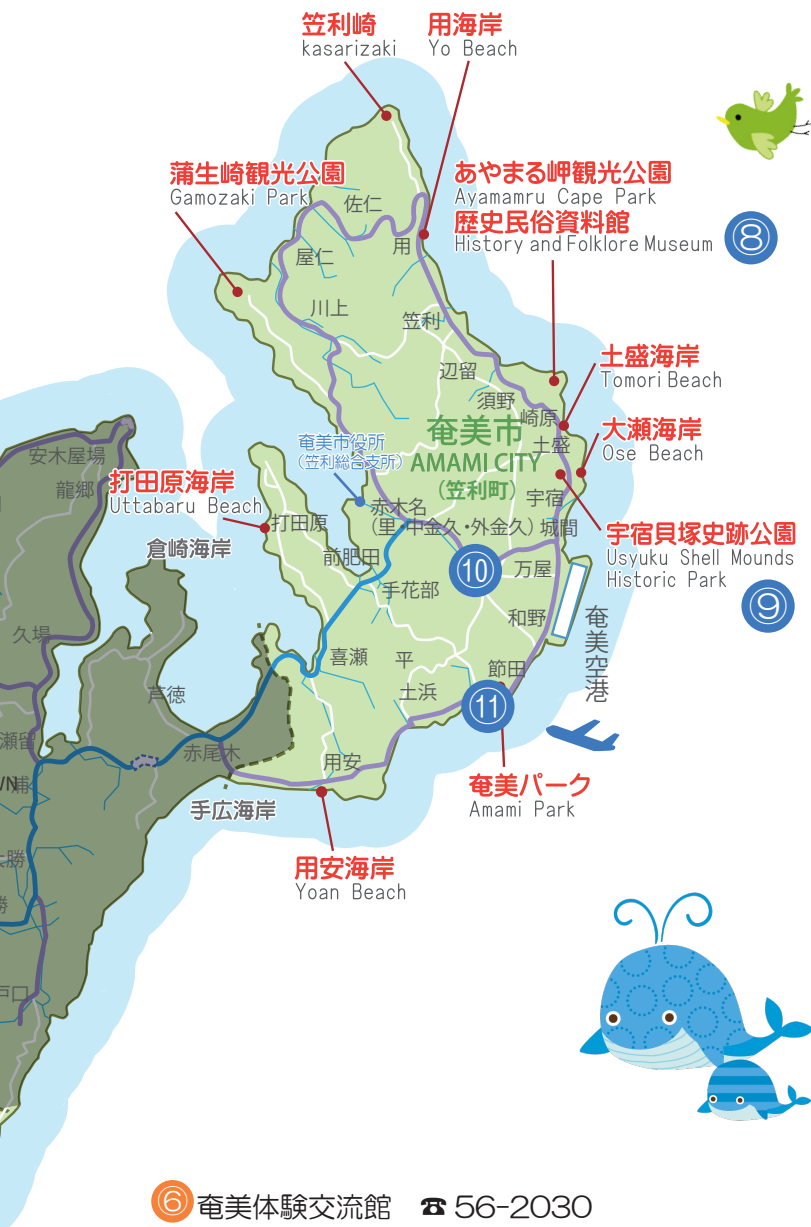 笠利崎
kasarizaki
用海岸
Yo Beach
蒲生崎観光公園
Gamozaki Park
あやまる岬観光公園
Ayamamru Cape Park
歴史民俗資料館
History and Folklore Museum
⑧
佐仁
用
屋仁
川上
笠利
辺留
須野
崎原
土盛
土盛海岸
Tomori Beach
大瀬海岸
Ose Beach
奄美市
AMAMI CITY
(笠利町)
奄美市役所
(笠利総合支所)
宇宿
赤木名
(里・中金久・外金久)
城間
宇宿貝塚史跡公園
Usyuku Shell Mounds
Historic Park
⑨
安木屋場
龍郷
打田原海岸
Uttabaru Beach
倉崎海岸
打田原
前肥田
手花部
⑩
万屋
和野
奄美空港
久場
喜瀬
平
節田
土浜
⑪
芦徳
瀬留
赤尾木
用安
WN
浦
奄美パーク
Amami Park
手広海岸
用安海岸
Yoan Beach
勝
勝
戸口
⑥ 奄美体験交流館 ☎ 56-2030